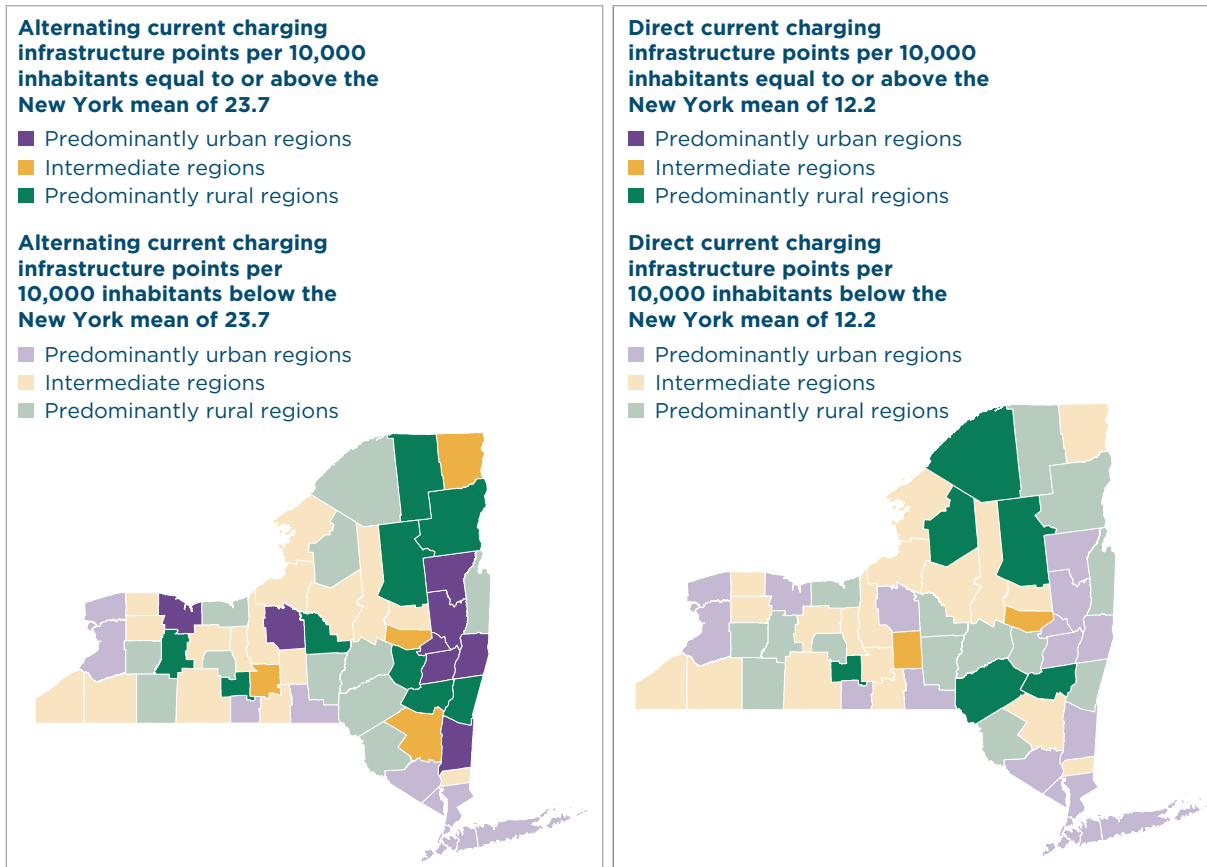 Alternating current charging
infrastructure points per 10,000
inhabitants equal to or above the
New York mean of 23.7
Predominantly urban regions
Intermediate regions
Predominantly rural regions
Alternating current charging
infrastructure points per
10,000 inhabitants below the
New York mean of 23.7
Predominantly urban regions
Intermediate regions
Predominantly rural regions
Direct current charging
infrastructure points per 10,000
inhabitants equal to or above the
New York mean of 12.2
Predominantly urban regions
Intermediate regions
Predominantly rural regions
Direct current charging
infrastructure points per
10,000 inhabitants below the
New York mean of 12.2
Predominantly urban regions
Intermediate regions
Predominantly rural regions